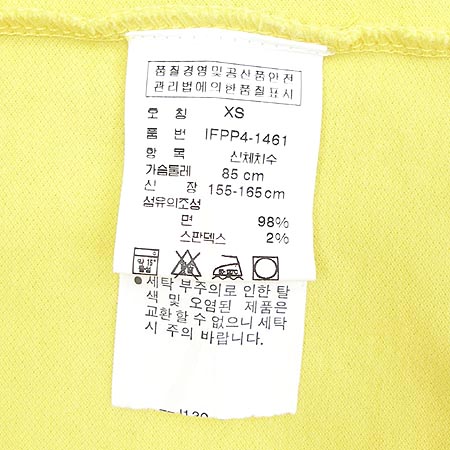 품질경영및공산품안전
관리법에의한품질표시
호 칭 XS
품 번 IFPP4-1461
항 목 신체치수
가슴둘레 85 cm
신 장 155-165cm
섬유의조성
면 98%
스판덱스 2%
● 세탁 부주의로 인한 탈
색 및 오염된 제품은
교환할 수 없으니 세탁
시 주의 바랍니다.